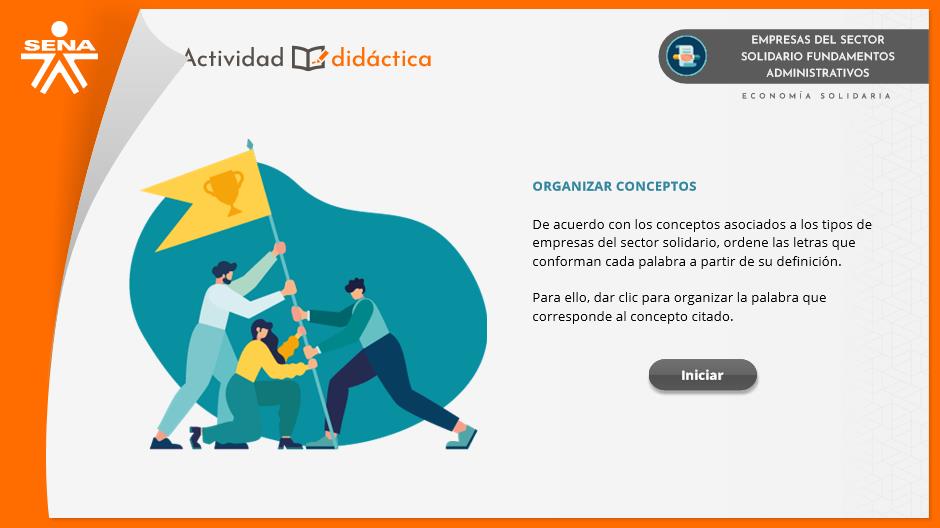 SENA
Actividad didáctica
EMPRESAS DEL SECTOR
SOLIDARIO FUNDAMENTOS
ADMINISTRATIVOS
ECONOMÍA SOLIDARIA
ORGANIZAR CONCEPTOS
De acuerdo con los conceptos asociados a los tipos de
empresas del sector solidario, ordene las letras que
conforman cada palabra a partir de su definición.
Para ello, dar clic para organizar la palabra que
corresponde al concepto citado.
Iniciar